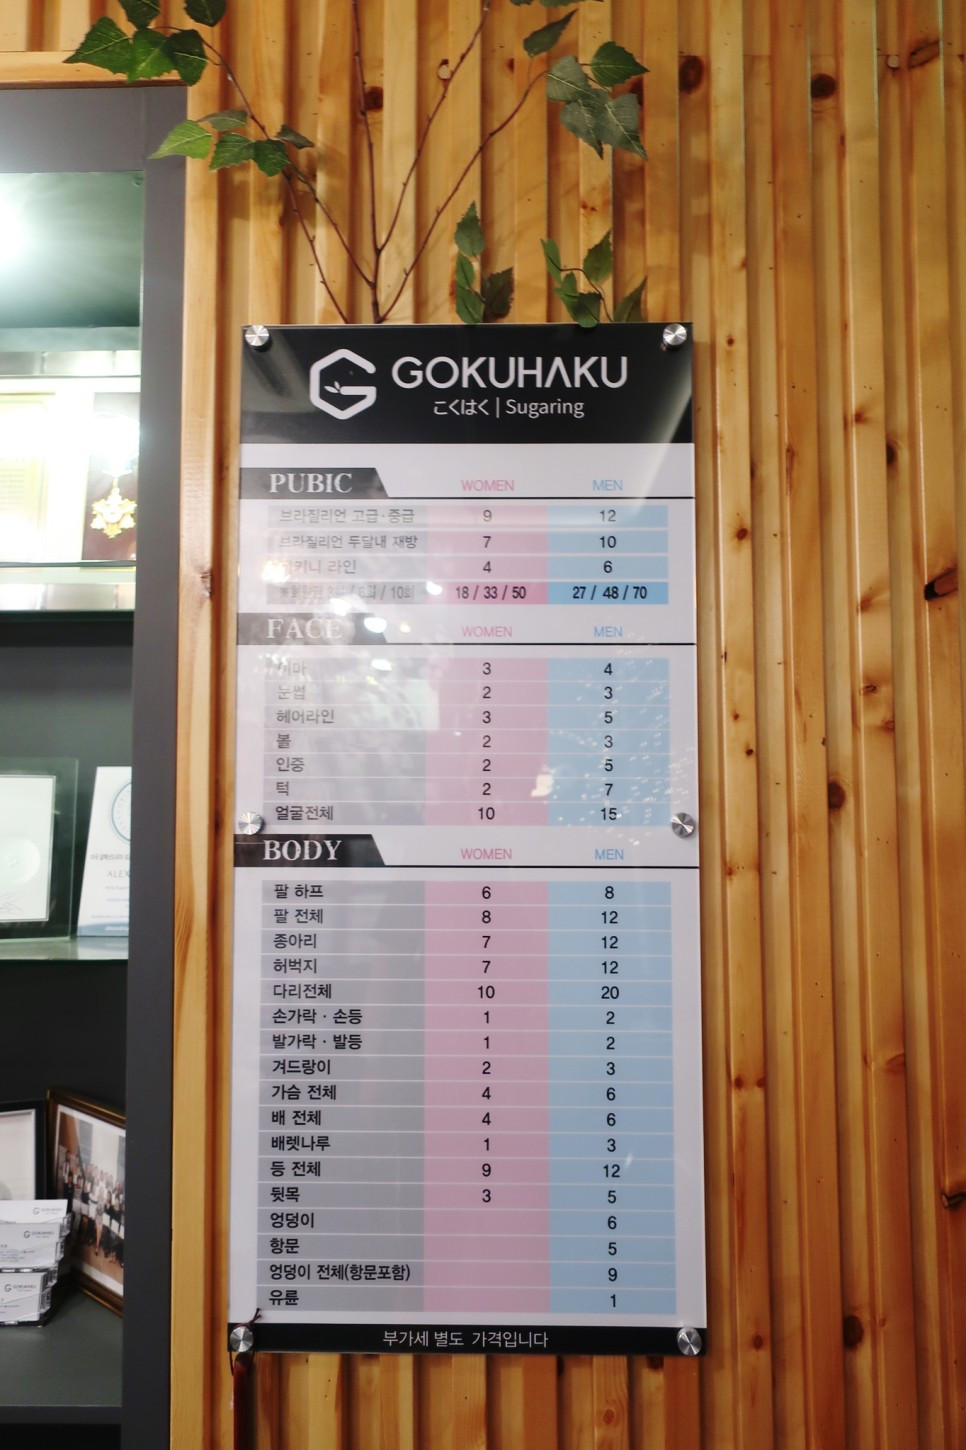 GOKUHAKU
こくはく | Sugaring
PUBIC WOMEN MEN
브라질리언 고급·중급 9 12
브라질리언 두달내 재방 7 10
비키니 라인 4 6
/ 10회 18 / 33 / 50 27 / 48 / 70
FACE WOMEN MEN
이마 3 4
눈썹 2 3
헤어라인 3 5
볼 2 3
인중 2 5
턱 2 7
얼굴전체 10 15
BODY WOMEN MEN
팔 하프 6 8
팔 전체 8 12
종아리 7 12
허벅지 7 12
다리전체 10 20
손가락 · 손등 1 2
발가락 · 발등 1 2
겨드랑이 2 3
가슴 전체 4 6
배 전체 4 6
배렛나루 1 3
등 전체 9 12
뒷목 3 5
엉덩이 6
항문 5
엉덩이 전체(항문포함) 9
유륜 1
부가세 별도 가격입니다